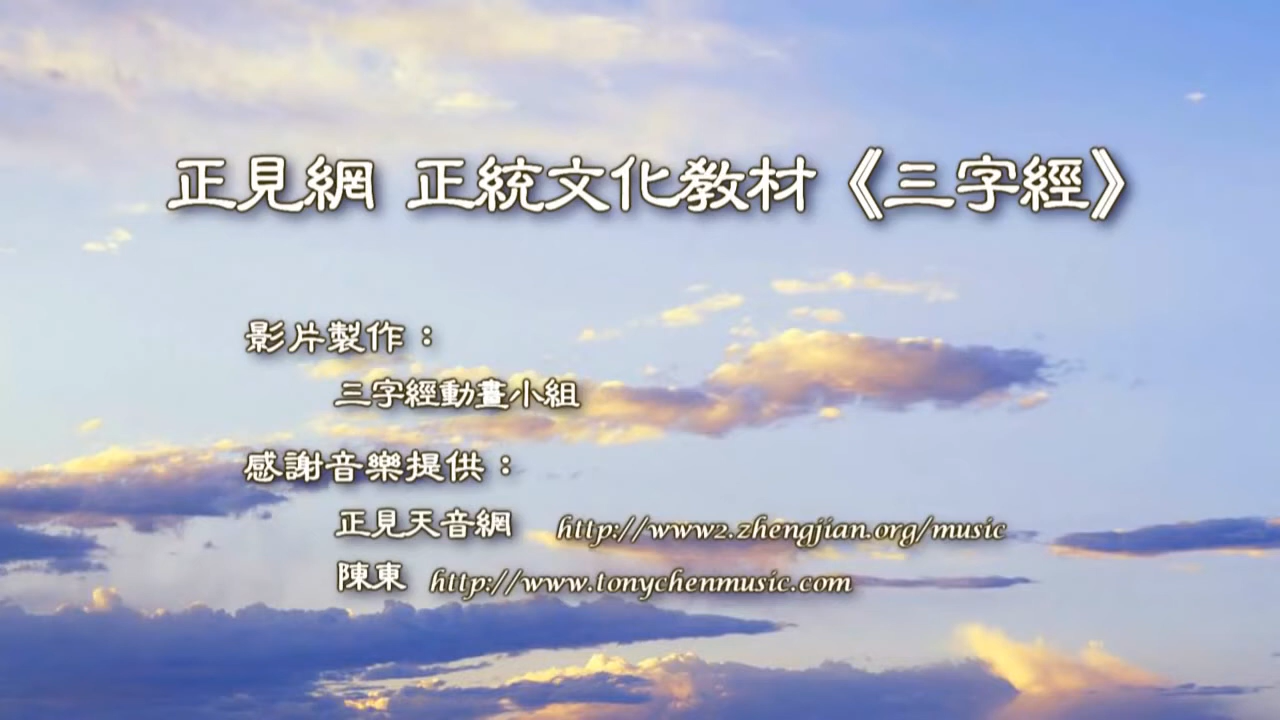 正見網 正統文化教材《三字經》
影片製作：
三字經動畫小組
感謝音樂提供：
正見天音網 http://www2.zhengjian.org/music
陳東 http://www.tonychenmusic.com